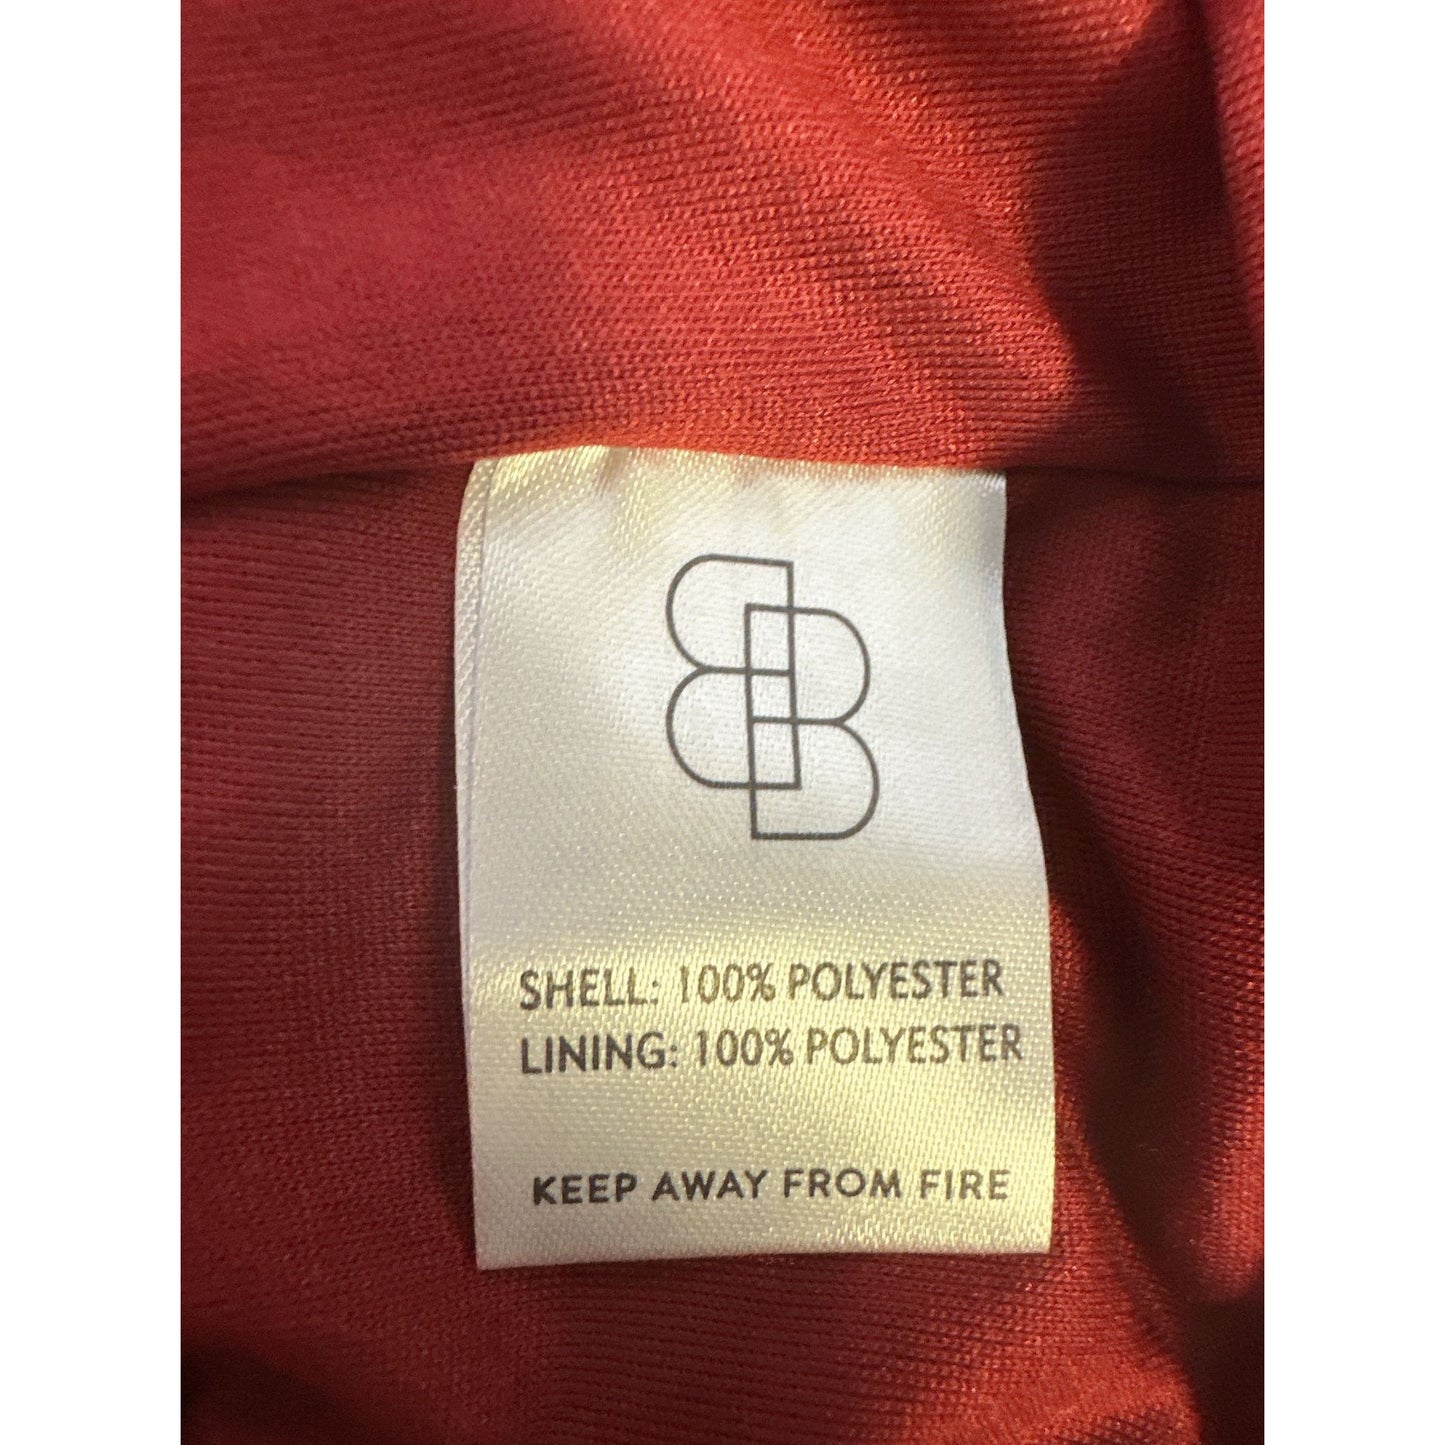 SHELL: 100% POLYESTER
LINING: 100% POLYESTER
KEEP AWAY FROM FIRE